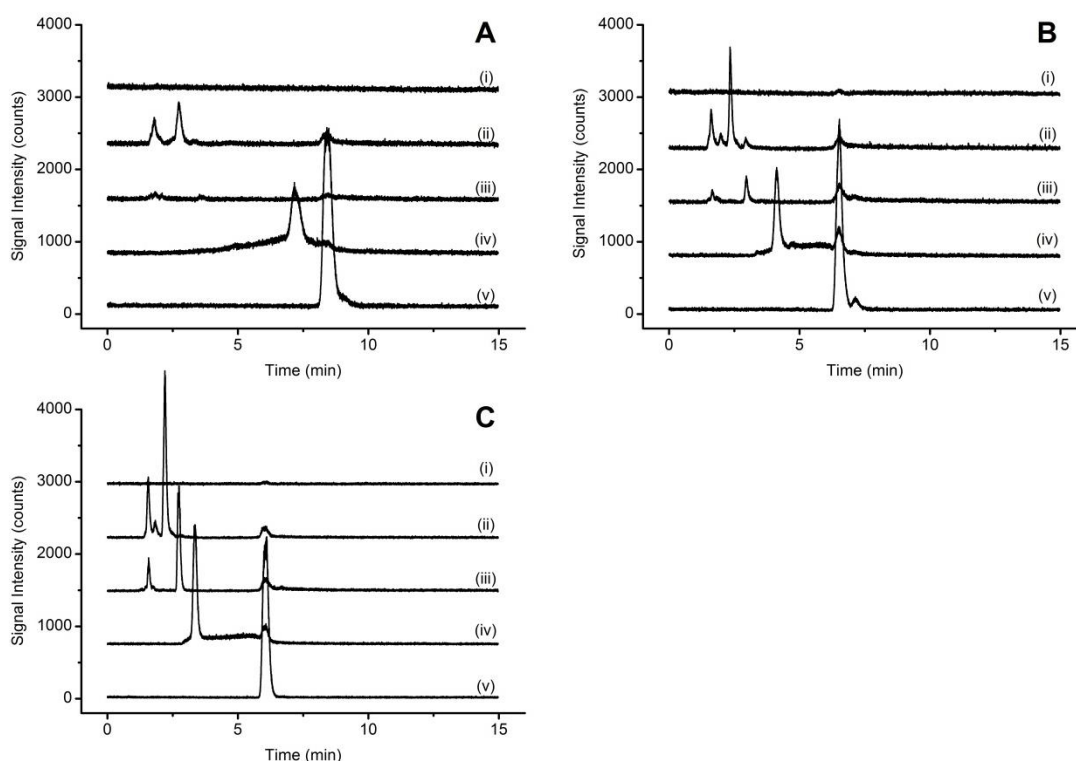 A
4000
3000
2000
1000
0
Signal Intensity (counts)
(i)
(ii)
(iii)
(iv)
(v)
0 5 10 15
Time (min)
B
4000
3000
2000
1000
0
Signal Intensity (counts)
(i)
(ii)
(iii)
(iv)
(v)
0 5 10 15
Time (min)
C
4000
3000
2000
1000
0
Signal Intensity (counts)
(i)
(ii)
(iii)
(iv)
(v)
0 5 10 15
Time (min)